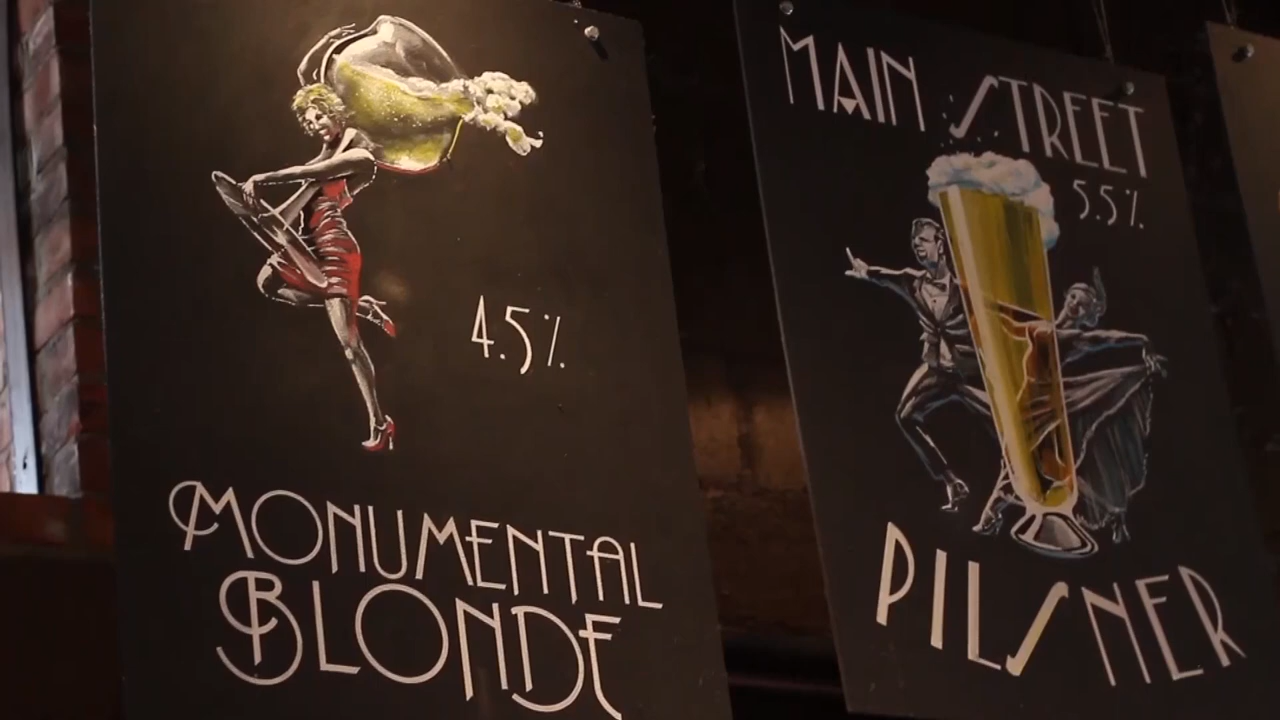 4.5%
MONUMENTAL
BLONDE
MAIN STREET
5.5%
PILSNER